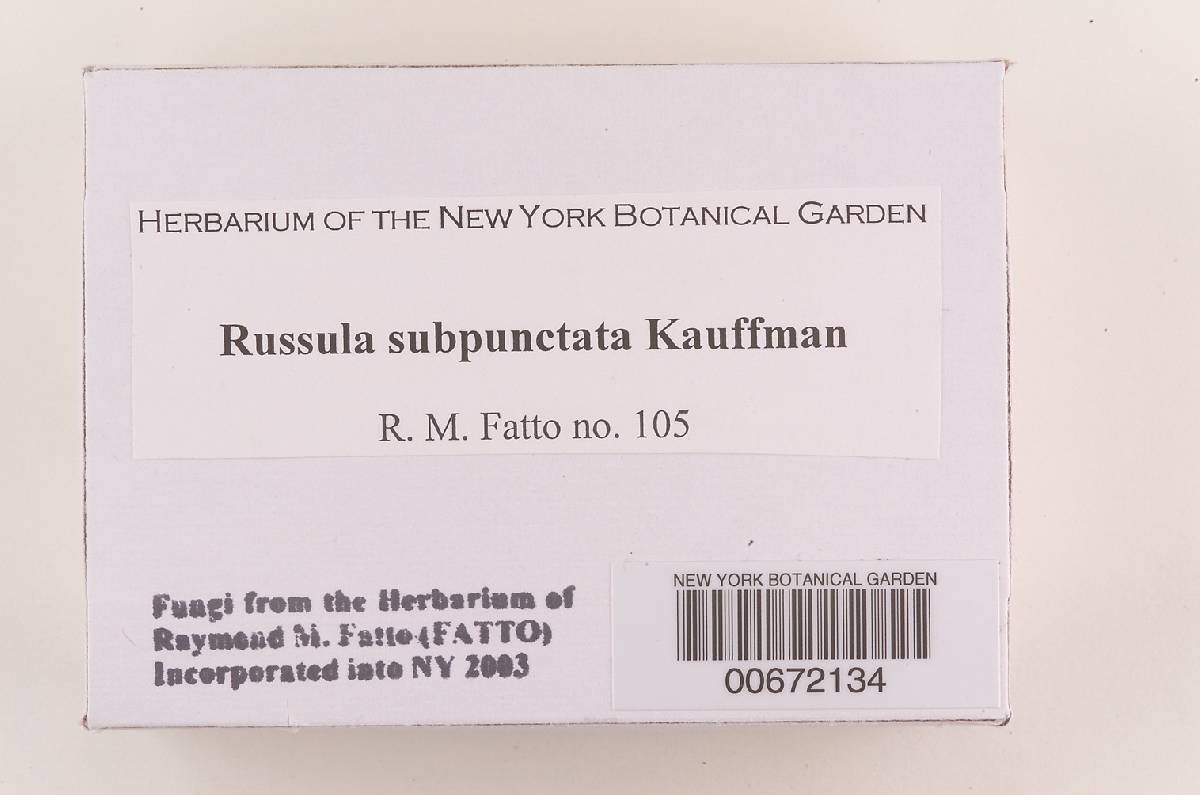 HERBARIUM OF THE NEW YORK BOTANICAL GARDEN
Russula subpunctata Kauffman
R. M. Fatto no. 105
Fungi from the Herbarium of
Raymond M. Fatto (FATTO)
Incorporated into NY 2003
NEW YORK BOTANICAL GARDEN
00672134